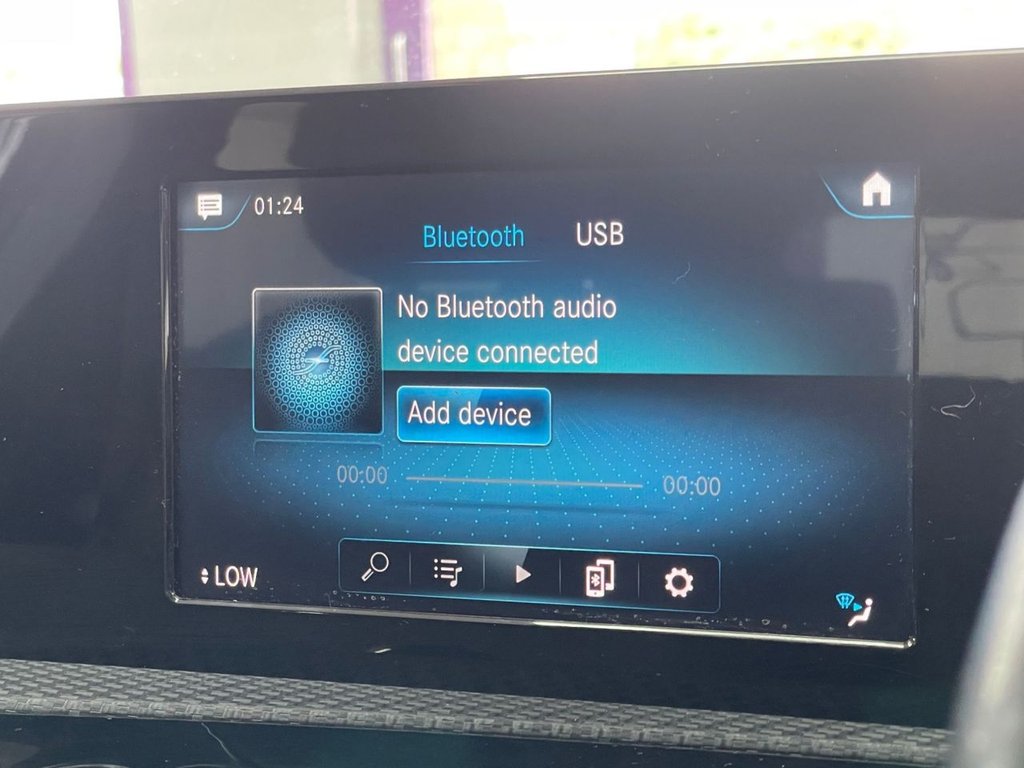 01:24
Bluetooth USB
No Bluetooth audio
device connected
Add device
00:00 00:00
LOW